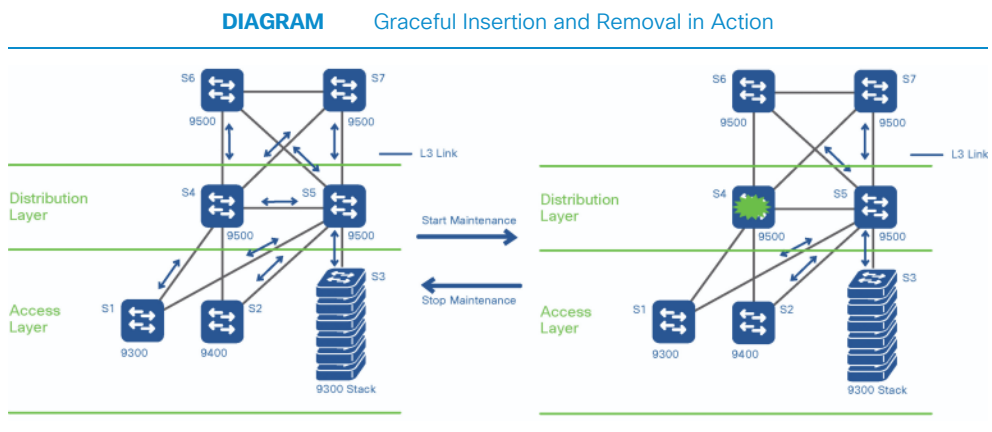 DIAGRAM Graceful Insertion and Removal in Action
S6 S7
9500 9500
L3 Link
Distribution
Layer
S4 S5
9500 9500
Access
Layer
S1 S2 S3
9300 9400
9300 Stack
Start Maintenance
Stop Maintenance
S6 S7
9500 9500
L3 Link
Distribution
Layer
S4 S5
9500 9500
Access
Layer
S1 S2 S3
9300 9400
9300 Stack